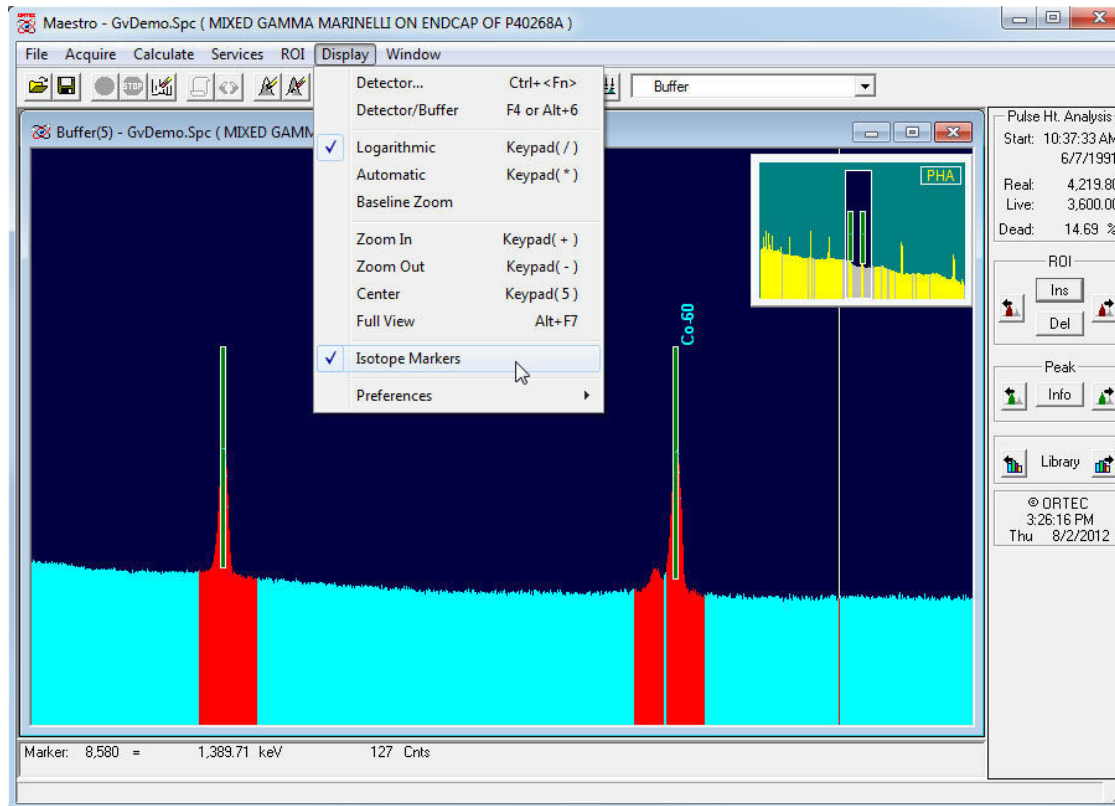 ORTEC
Maestro - GvDemo.Spc ( MIXED GAMMA MARINELLI ON ENDCAP OF P40268A )
File Acquire Calculate Services ROI Display Window
STOP
Buffer
Detector... Ctrl+<Fn>
Detector/Buffer F4 or Alt+6
Logarithmic Keypad( / )
Automatic Keypad( * )
Baseline Zoom
Zoom In Keypad( + )
Zoom Out Keypad( - )
Center Keypad( 5 )
Full View Alt+F7
Isotope Markers
Preferences
Buffer(5) - GvDemo.Spc ( MIXED GAMM
PHA
Co-60
Pulse Ht. Analysis
Start: 10:37:33 AM
6/7/1991
Real: 4,219.80
Live: 3,600.00
Dead: 14.69 %
ROI
Ins
Del
Peak
Info
Library
© ORTEC
3:26:16 PM
Thu 8/2/2012
Marker: 8,580 = 1,389.71 keV 127 Cnts